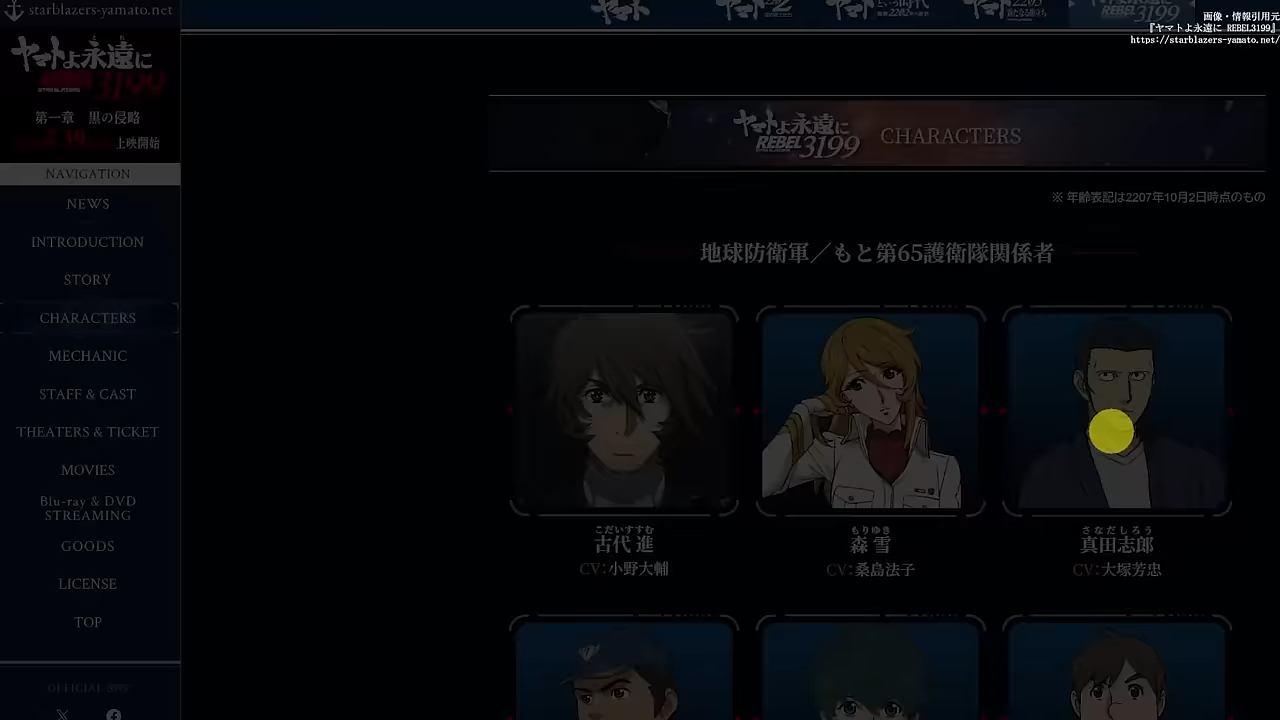 starblazers-yamato.net
ヤマトよ永遠に
3199
第一章 黒の侵略
7.19
上映開始
NAVIGATION
NEWS
INTRODUCTION
STORY
CHARACTERS
MECHANIC
STAFF & CAST
THEATERS & TICKET
MOVIES
Blu-ray & DVD
STREAMING
GOODS
LICENSE
TOP
OFFICIAL SNS
画像・情報引用元
『ヤマトよ永遠に REBEL3199』
https://starblazers-yamato.net/
ヤマトよ永遠に
REBEL3199
CHARACTERS
※ 年齢表記は2207年10月2日時点のもの
地球防衛軍／もと第65護衛隊関係者
こだいすすむ
古代 進
CV：小野大輔
もりゆき
森 雪
CV：桑島法子
さなだしろう
真田志郎
CV：大塚芳忠